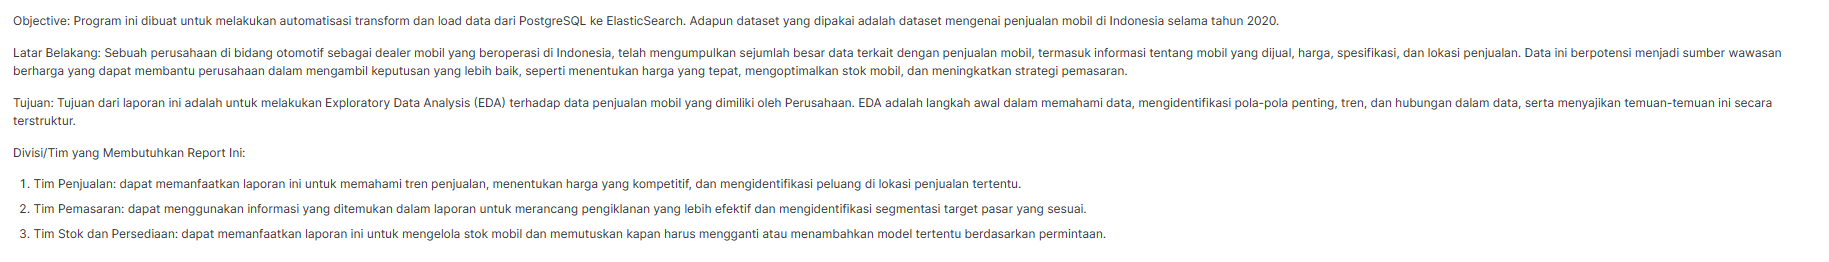 Objective: Program ini dibuat untuk melakukan automatisasi transform dan load data dari PostgreSQL ke ElasticSearch. Adapun dataset yang dipakai adalah dataset mengenai penjualan mobil di Indonesia selama tahun 2020.
Latar Belakang: Sebuah perusahaan di bidang otomotif sebagai dealer mobil yang beroperasi di Indonesia, telah mengumpulkan sejumlah besar data terkait dengan penjualan mobil, termasuk informasi tentang mobil yang dijual, harga, spesifikasi, dan lokasi penjualan. Data ini berpotensi menjadi sumber wawasan
berharga yang dapat membantu perusahaan dalam mengambil keputusan yang lebih baik, seperti menentukan harga yang tepat, mengoptimalkan stok mobil, dan meningkatkan strategi pemasaran.
Tujuan: Tujuan dari laporan ini adalah untuk melakukan Exploratory Data Analysis (EDA) terhadap data penjualan mobil yang dimiliki oleh Perusahaan. EDA adalah langkah awal dalam memahami data, mengidentifikasi pola-pola penting, tren, dan hubungan dalam data, serta menyajikan temuan-temuan ini secara
terstruktur.
Divisi/Tim yang Membutuhkan Report Ini:
1. Tim Penjualan: dapat memanfaatkan laporan ini untuk memahami tren penjualan, menentukan harga yang kompetitif, dan mengidentifikasi peluang di lokasi penjualan tertentu.
2. Tim Pemasaran: dapat menggunakan informasi yang ditemukan dalam laporan untuk merancang pengiklanan yang lebih efektif dan mengidentifikasi segmentasi target pasar yang sesuai.
3. Tim Stok dan Persediaan: dapat memanfaatkan laporan ini untuk mengelola stok mobil dan memutuskan kapan harus mengganti atau menambahkan model tertentu berdasarkan permintaan.